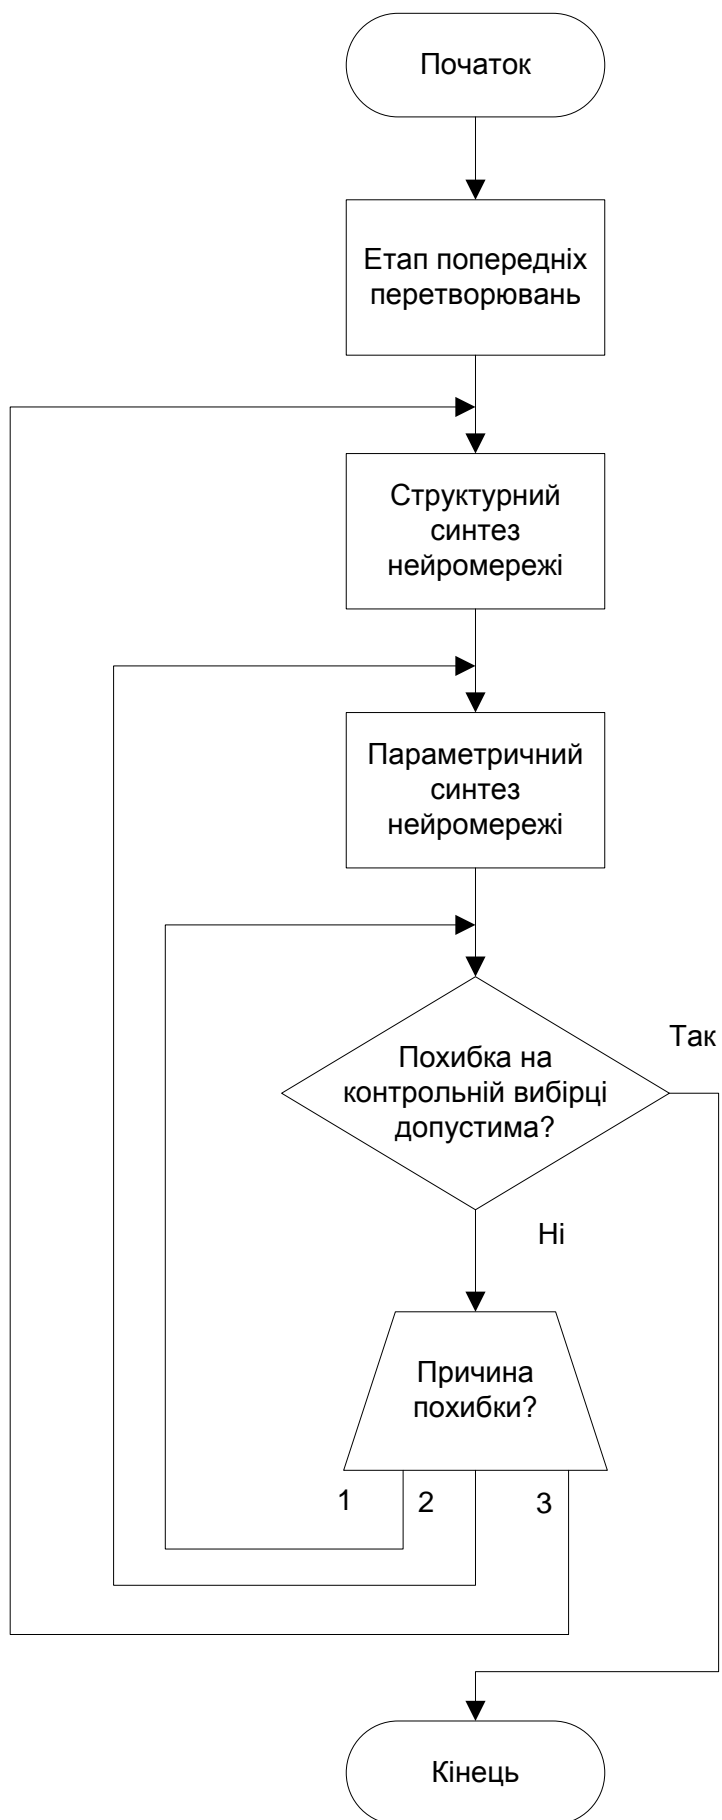 Початок
Етап попередніх
перетворювань
Структурний
синтез
нейромережі
Параметричний
синтез
нейромережі
Так
Похибка на
контрольній вибірці
допустима?
Ні
Причина
похибки?
1 2 3
Кінець